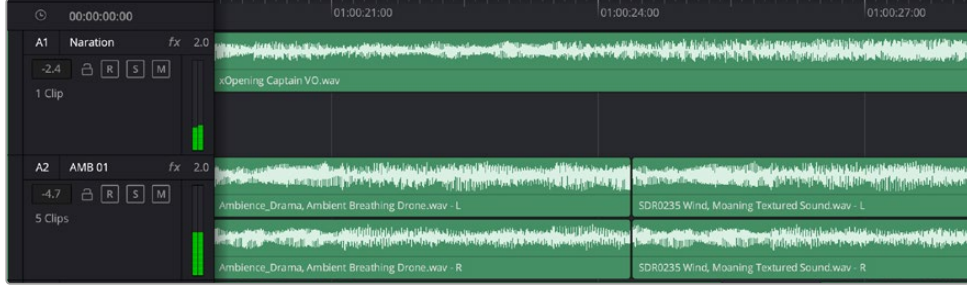 00:00:00:00
01:00:21:00
01:00:24:00
01:00:27:00
A1 Naration fx 2.0
-2.4 R S M
1 Clip
xOpening Captain VO.wav
A2 AMB 01 fx 2.0
-4.7 R S M
5 Clips
Ambience_Drama, Ambient Breathing Drone.wav - L
SDR0235 Wind, Moaning Textured Sound.wav - L
Ambience_Drama, Ambient Breathing Drone.wav - R
SDR0235 Wind, Moaning Textured Sound.wav - R